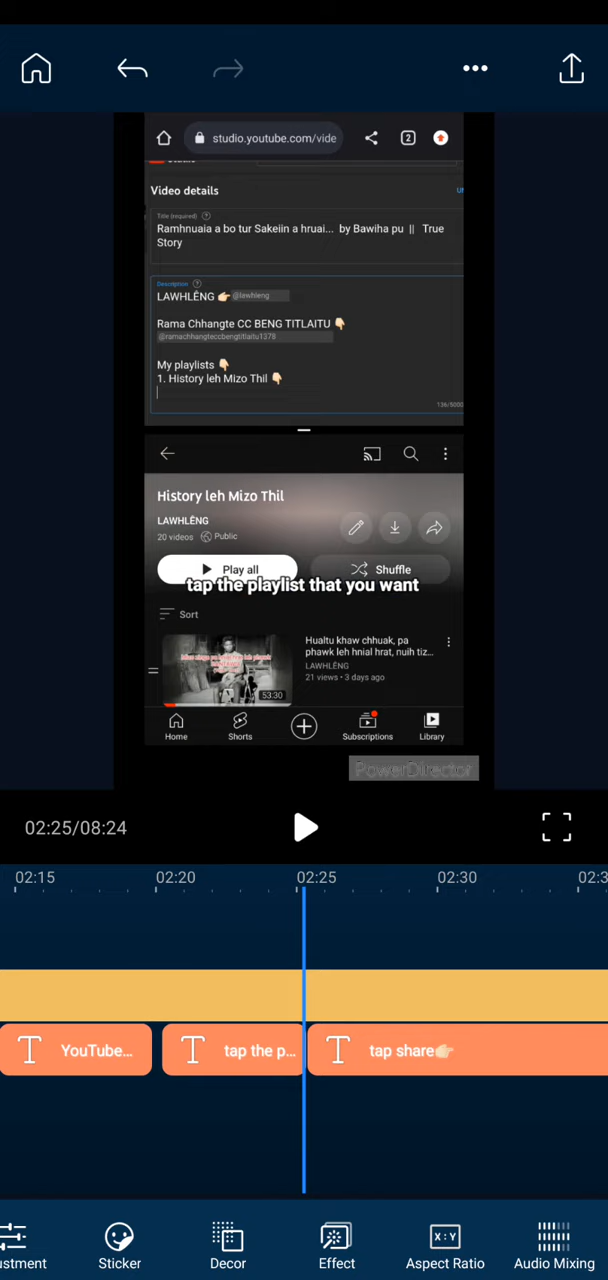 studio.youtube.com/vide
2
Video details
Title (required)
Ramhnuaia a bo tur Sakeiin a hruai... by Bawiha pu || True
Story
Description
LAWHLÊNG 👉🏻 @lawhleng
Rama Chhangte CC BENG TITLAITU 👇🏻
@ramachhangteccbengtitlaitu1378
My playlists 👇🏻
1. History leh Mizo Thil 👇🏻
136/5000
History leh Mizo Thil
LAWHLÊNG
20 videos Public
Play all
Shuffle
tap the playlist that you want
Sort
Hualtu khaw chhuak, pa
phawk leh hnial hrat, nuih tiz...
LAWHLÊNG
21 views • 3 days ago
53:30
Home
Shorts
Subscriptions
Library
PowerDirector
02:25/08:24
02:15
02:20
02:25
02:30
02:3
YouTube...
tap the p...
tap share👉🏻
ustment
Sticker
Decor
Effect
X:Y
Aspect Ratio
Audio Mixing